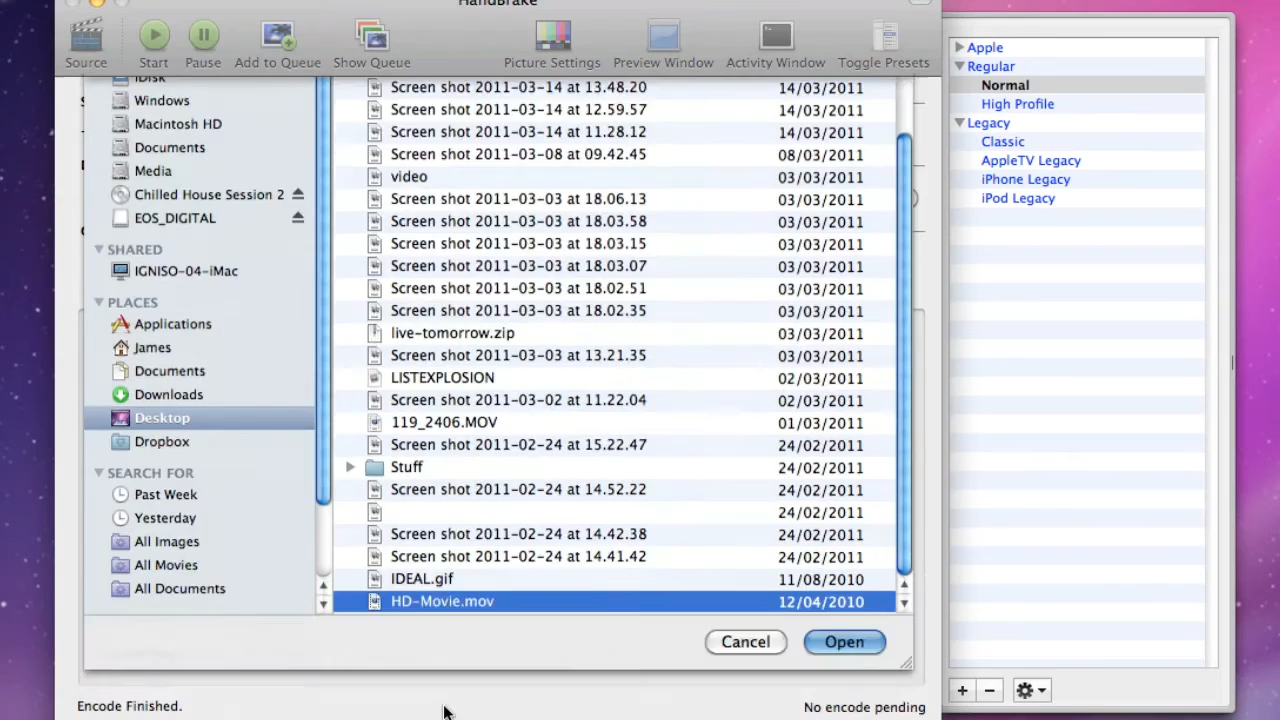 HandBrake
Source
Start
Pause
Add to Queue
Show Queue
Picture Settings
Preview Window
Activity Window
Toggle Presets
iDisk
Windows
Macintosh HD
Documents
Media
Chilled House Session 2
EOS_DIGITAL
SHARED
IGNISO-04-iMac
PLACES
Applications
James
Documents
Downloads
Desktop
Dropbox
SEARCH FOR
Past Week
Yesterday
All Images
All Movies
All Documents
Screen shot 2011-03-14 at 13.48.20 14/03/2011
Screen shot 2011-03-14 at 12.59.57 14/03/2011
Screen shot 2011-03-14 at 11.28.12 14/03/2011
Screen shot 2011-03-08 at 09.42.45 08/03/2011
video 03/03/2011
Screen shot 2011-03-03 at 18.06.13 03/03/2011
Screen shot 2011-03-03 at 18.03.58 03/03/2011
Screen shot 2011-03-03 at 18.03.15 03/03/2011
Screen shot 2011-03-03 at 18.03.07 03/03/2011
Screen shot 2011-03-03 at 18.02.51 03/03/2011
Screen shot 2011-03-03 at 18.02.35 03/03/2011
live-tomorrow.zip 03/03/2011
Screen shot 2011-03-03 at 13.21.35 03/03/2011
LISTEXPLOSION 02/03/2011
Screen shot 2011-03-02 at 11.22.04 02/03/2011
119_2406.MOV 01/03/2011
Screen shot 2011-02-24 at 15.22.47 24/02/2011
Stuff 24/02/2011
Screen shot 2011-02-24 at 14.52.22 24/02/2011
24/02/2011
Screen shot 2011-02-24 at 14.42.38 24/02/2011
Screen shot 2011-02-24 at 14.41.42 24/02/2011
IDEAL.gif 11/08/2010
HD-Movie.mov 12/04/2010
Cancel
Open
Encode Finished.
No encode pending
Apple
Regular
Normal
High Profile
Legacy
Classic
AppleTV Legacy
iPhone Legacy
iPod Legacy